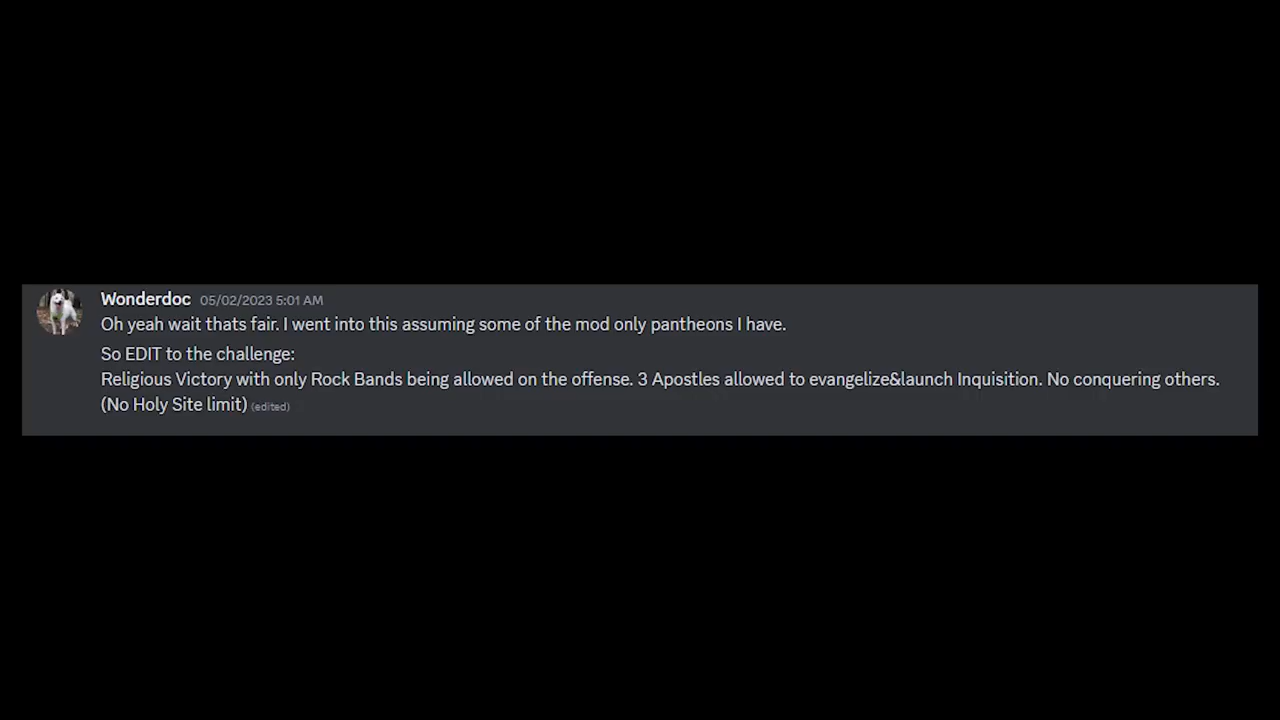 Wonderdoc 05/02/2023 5:01 AM
Oh yeah wait thats fair. I went into this assuming some of the mod only pantheons I have.
So EDIT to the challenge:
Religious Victory with only Rock Bands being allowed on the offense. 3 Apostles allowed to evangelize&launch Inquisition. No conquering others.
(No Holy Site limit) (edited)